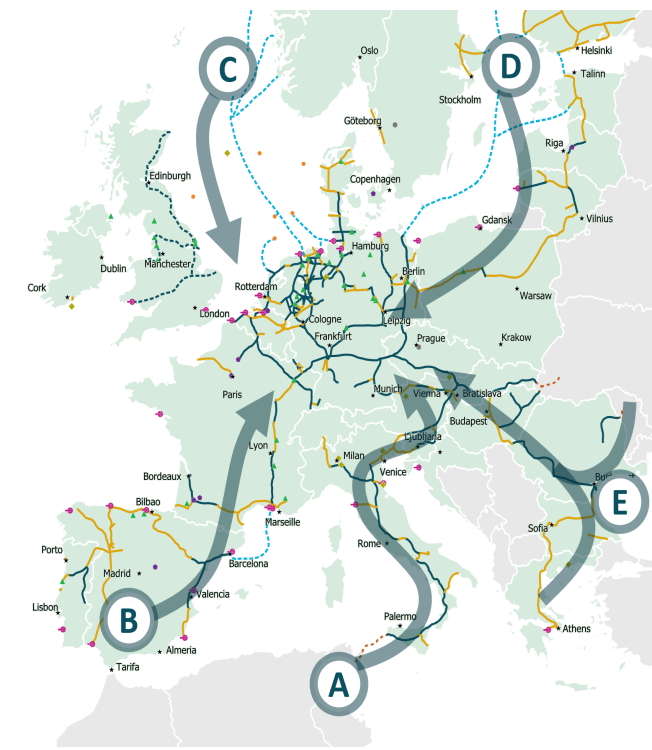 C
D
Oslo
Helsinki
Talinn
Stockholm
Göteborg
Riga
Edinburgh
Copenhagen
Vilnius
Gdansk
Hamburg
Manchester
Dublin
Berlin
Cork
Rotterdam
Warsaw
London
Cologne
Leipzig
Frankfurt
Prague
Krakow
Paris
Munich
Vienna
Bratislava
Budapest
Ljubljana
Lyon
Milan
Venice
Bordeaux
Bilbao
E
Marseille
Sofia
Porto
Rome
Barcelona
Madrid
Valencia
Lisbon
B
Palermo
Athens
Almeria
Tarifa
A